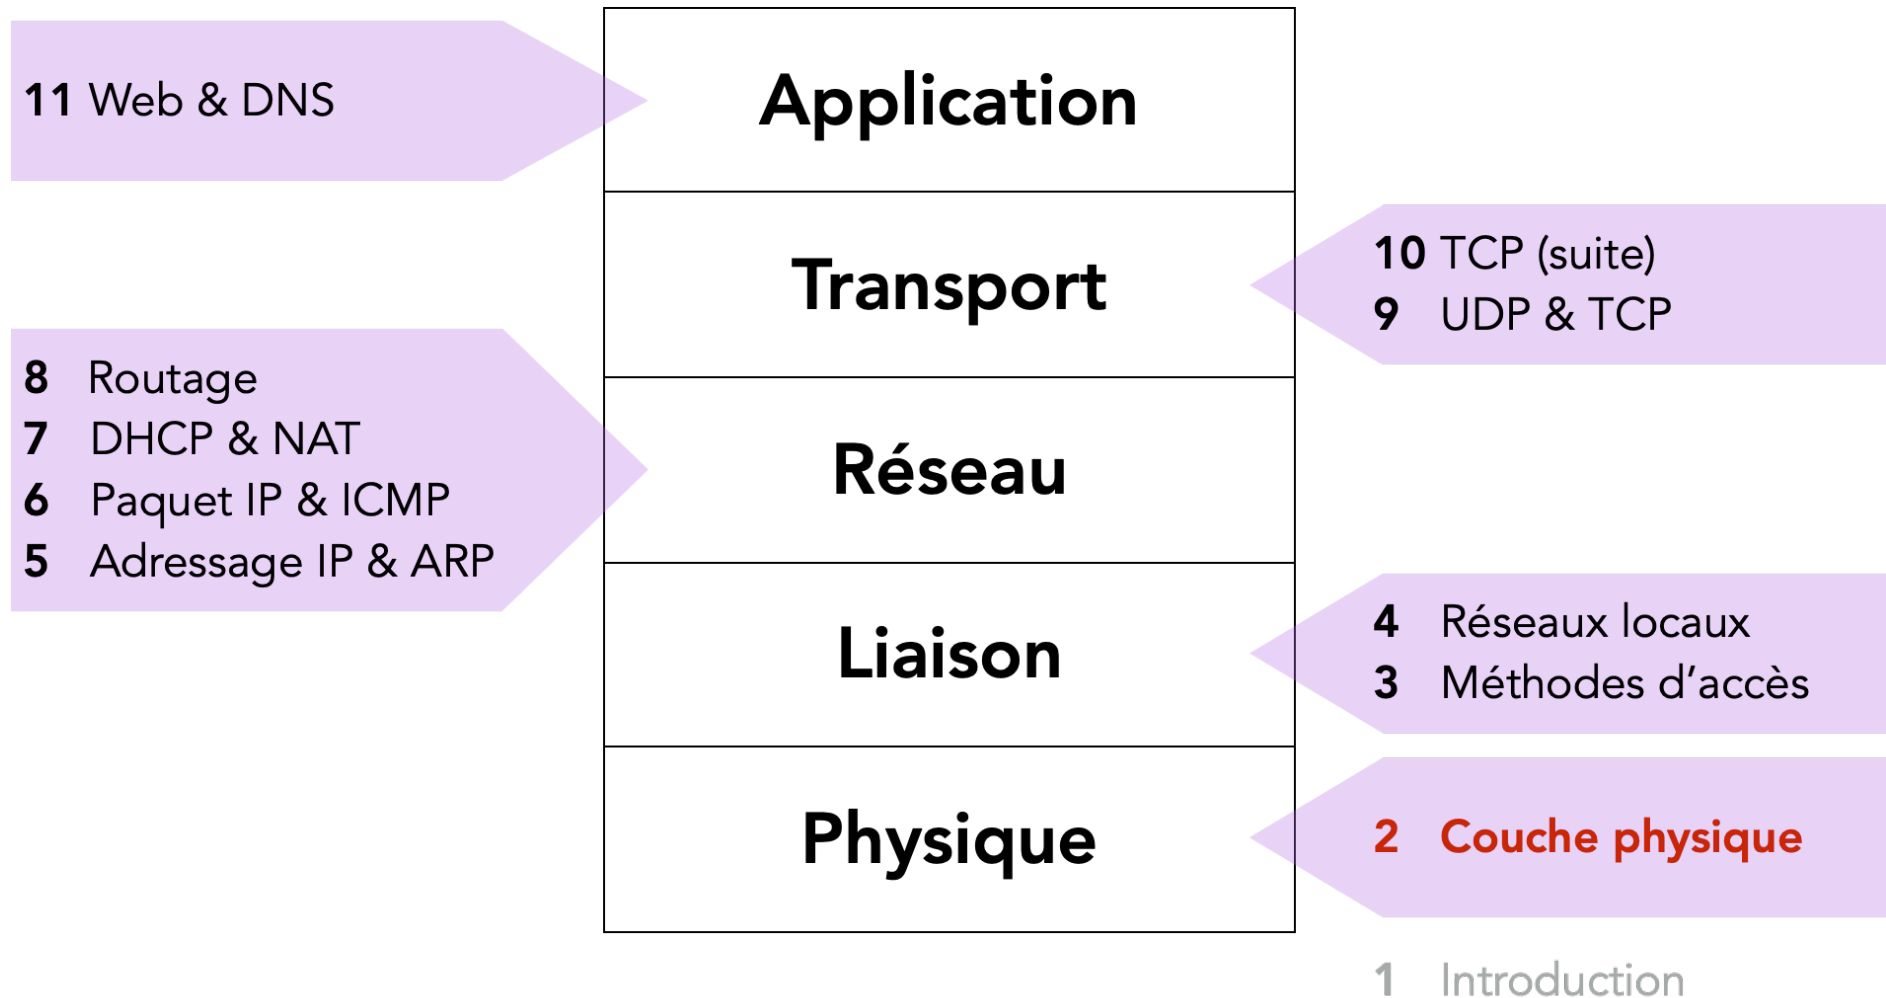 11 Web & DNS
Application
Transport
10 TCP (suite)
9 UDP & TCP
8 Routage
7 DHCP & NAT
6 Paquet IP & ICMP
5 Adressage IP & ARP
Réseau
Liaison
4 Réseaux locaux
3 Méthodes d’accès
Physique
2 Couche physique
1 Introduction